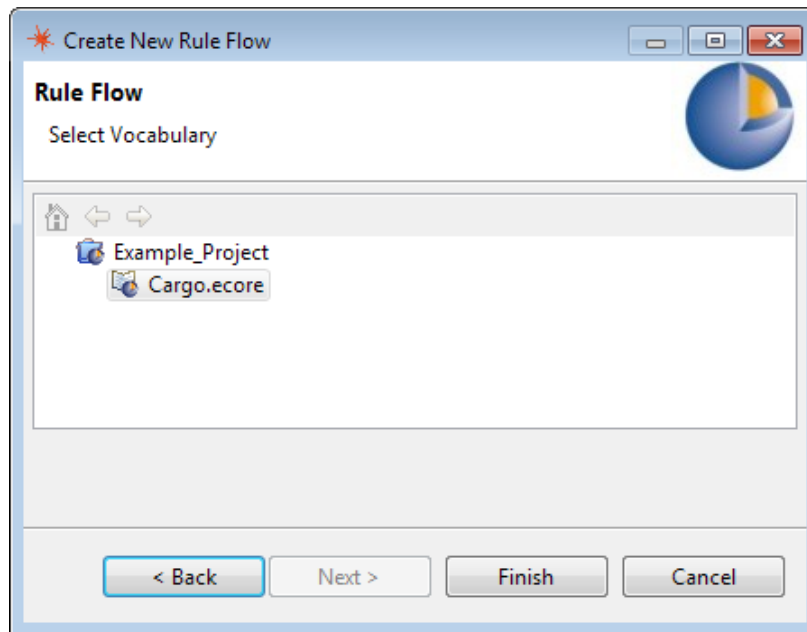 Create New Rule Flow
Rule Flow
Select Vocabulary
Example_Project
Cargo.ecore
< Back Next > Finish Cancel